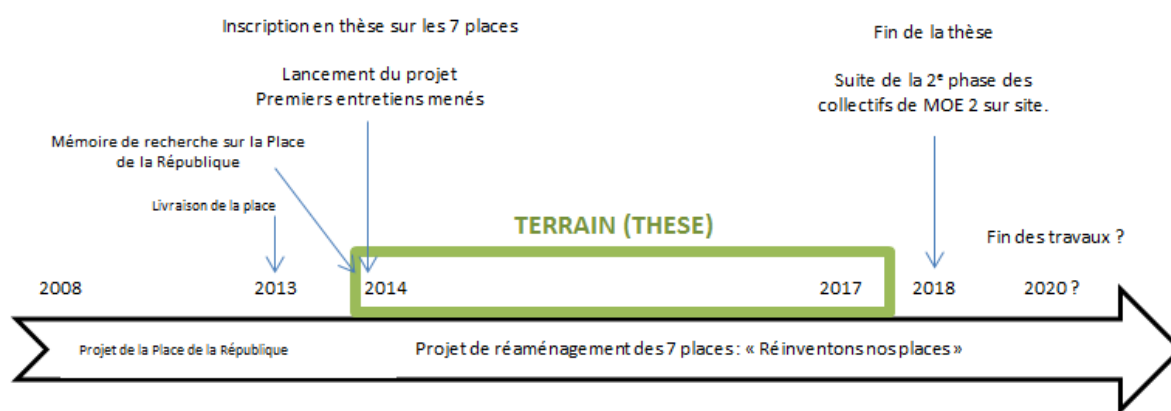 Inscription en thèse sur les 7 places
Lancement du projet
Premiers entretiens menés
Fin de la thèse
Suite de la 2e phase des
collectifs de MOE 2 sur site.
Mémoire de recherche sur la Place
de la République
Livraison de la place
TERRAIN (THESE)
Fin des travaux ?
2008
2013
2014
2017
2018
2020 ?
Projet de la Place de la République
Projet de réaménagement des 7 places : « Réinventons nos places »